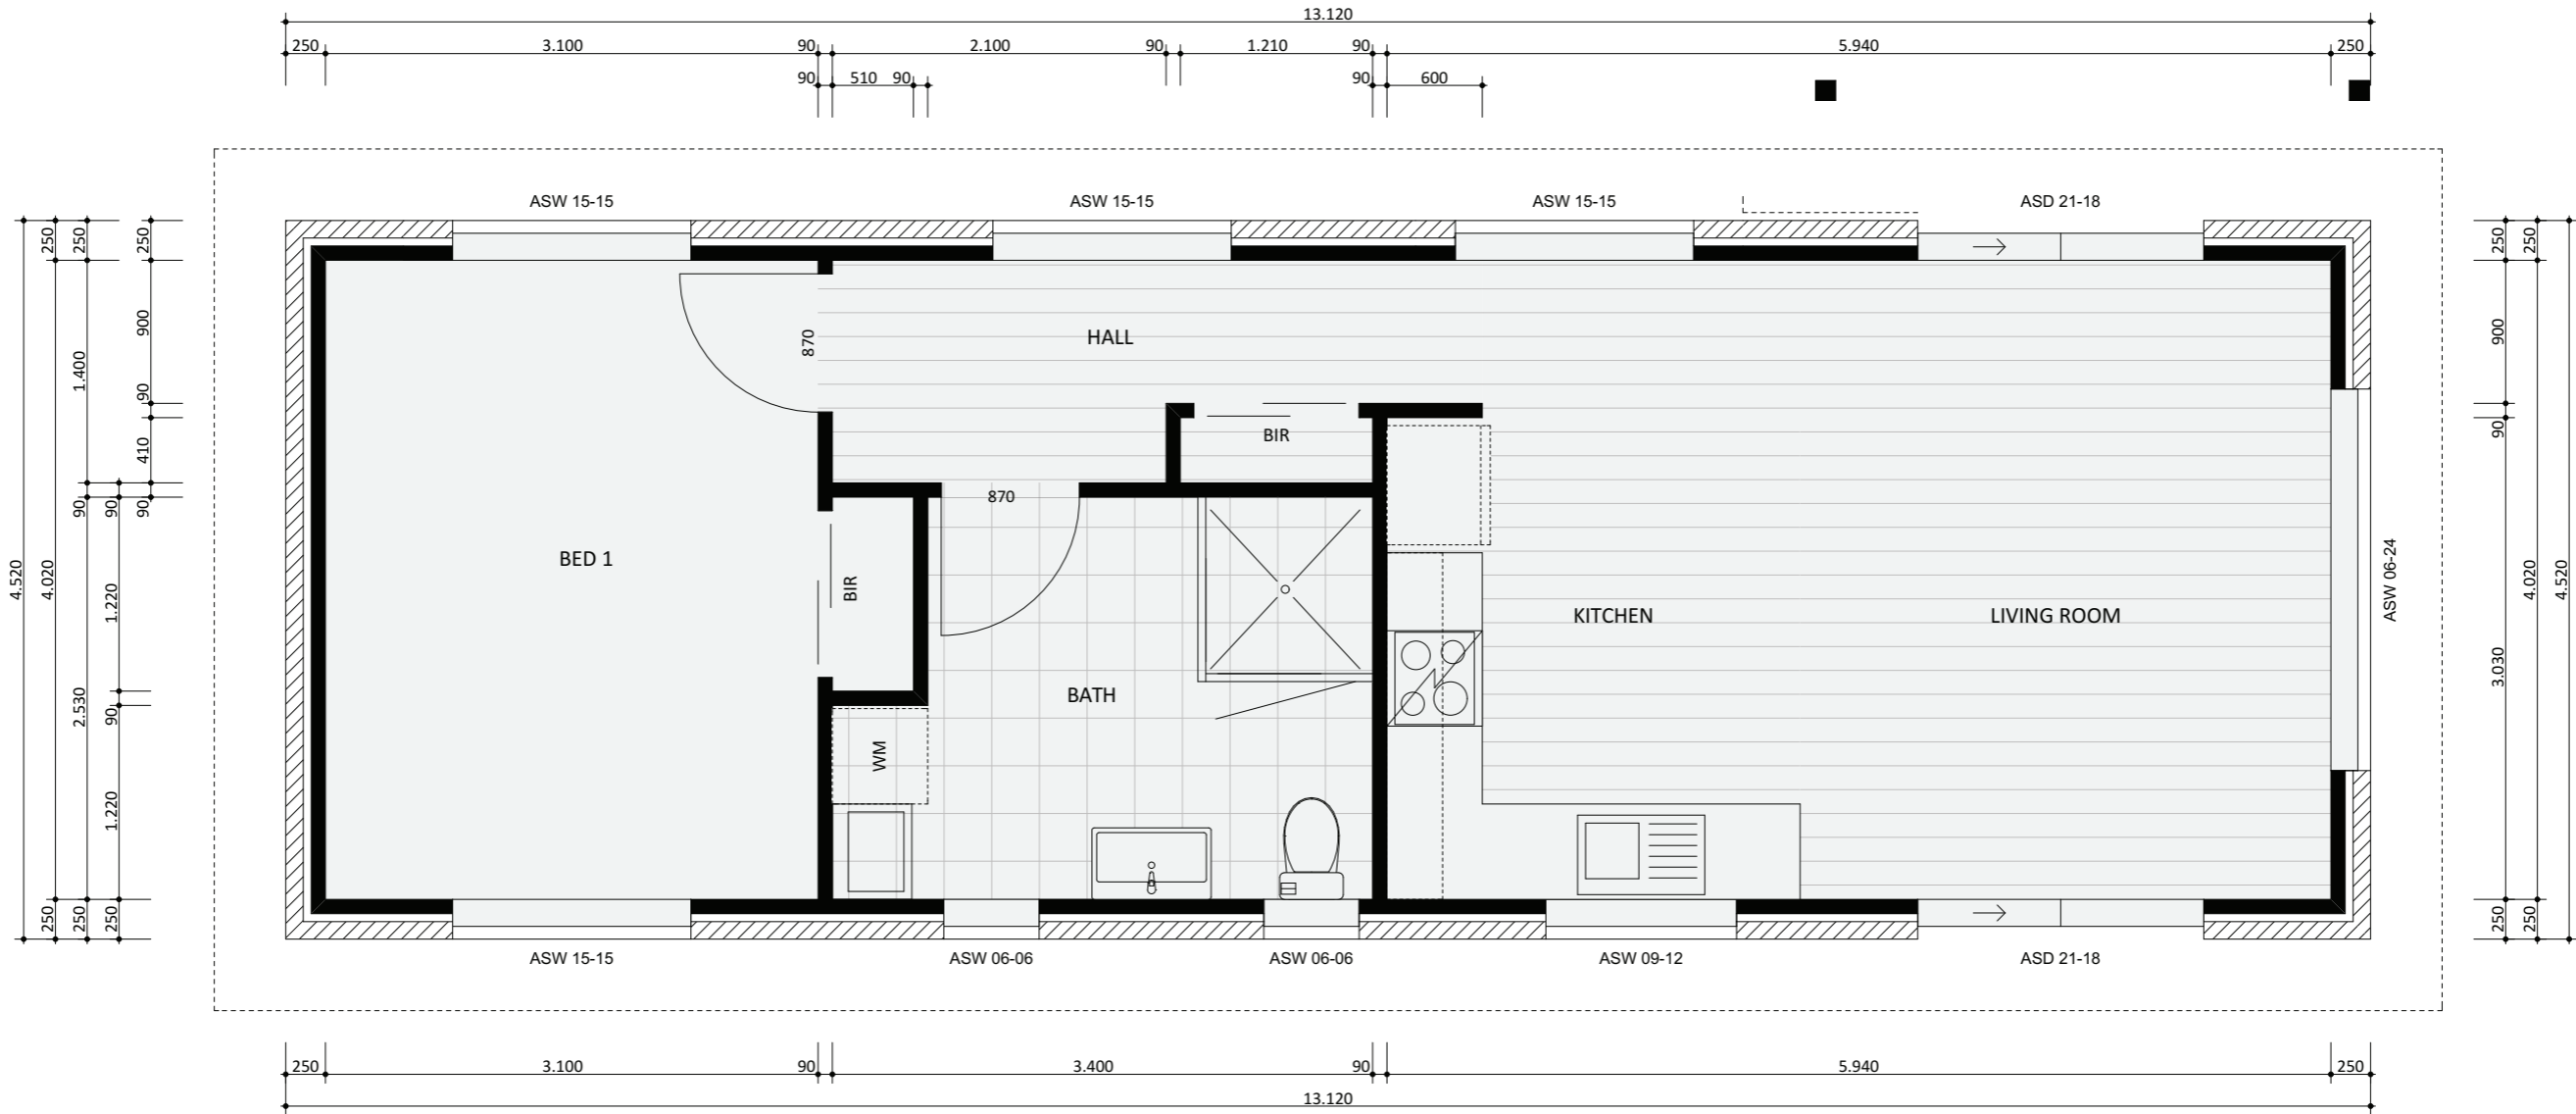 13.120
250 3.100 90 2.100 90 1.210 90 5.940 250
90 510 90 90 600
ASW 15-15 ASW 15-15 ASW 15-15 ASD 21-18
250 250 250 250 250
900 900
870
HALL
1.400
90 90
BIR
410
870
90 90 90
4.520 4.020 BED 1 ASW 06-24 4.020 4.520
1.220 BIR
KITCHEN LIVING ROOM
2.530 3.030
BATH
90
WM
1.220
250 250 250 250 250
ASW 15-15 ASW 06-06 ASW 06-06 ASW 09-12 ASD 21-18
250 3.100 90 3.400 90 5.940 250
13.120